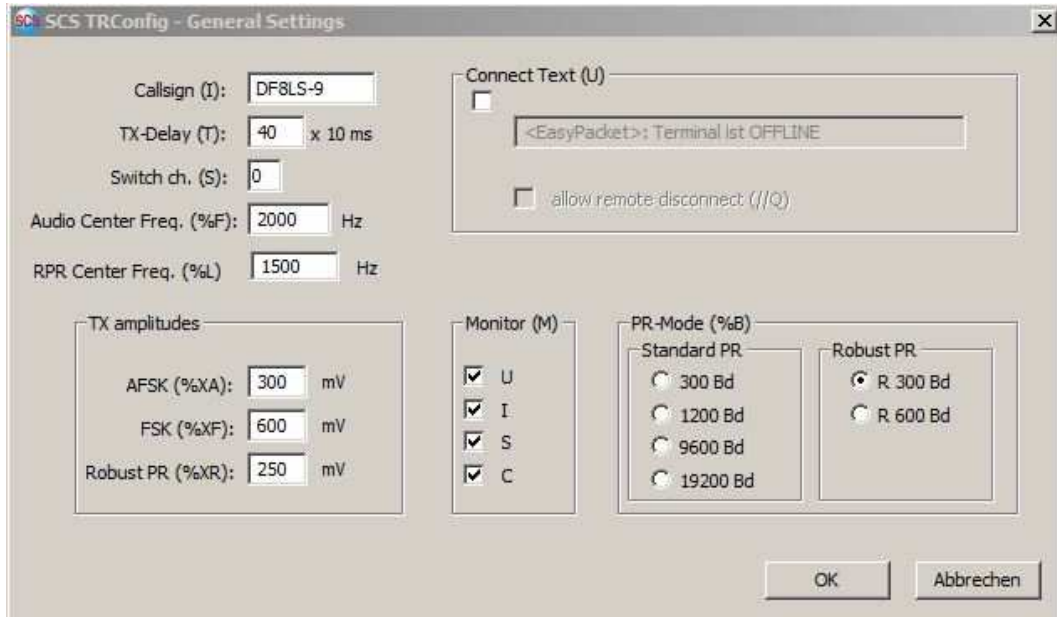 SCS TRConfig - General Settings
Callsign (I): DF8LS-9
TX-Delay (T): 40 x 10 ms
Switch ch. (S): 0
Audio Center Freq. (%F): 2000 Hz
RPR Center Freq. (%L) 1500 Hz
Connect Text (U)
<EasyPacket>: Terminal ist OFFLINE
allow remote disconnect (//Q)
TX amplitudes
AFSK (%XA): 300 mV
FSK (%XF): 600 mV
Robust PR (%XR): 250 mV
Monitor (M)
U
I
S
C
PR-Mode (%B)
Standard PR
300 Bd
1200 Bd
9600 Bd
19200 Bd
Robust PR
R 300 Bd
R 600 Bd
OK
Abbrechen